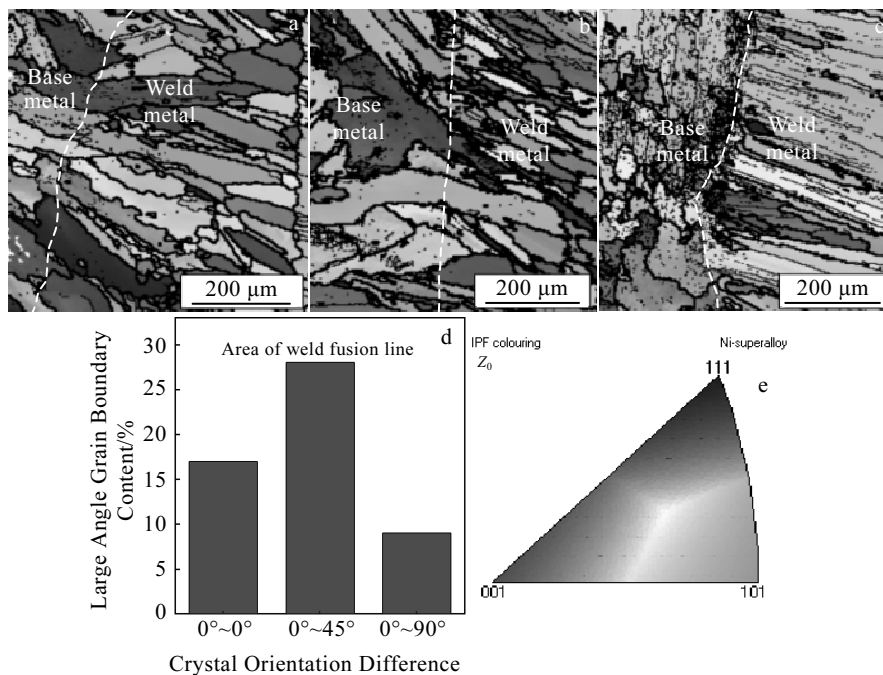 a
Base
metal
Weld
metal
200 μm
b
Base
metal
Weld
metal
200 μm
c
Base
metal
Weld
metal
200 μm
d
Area of weld fusion line
30
25
20
15
10
5
0
Large Angle Grain Boundary
Content/%
0°~0° 0°~45° 0°~90°
Crystal Orientation Difference
IPF colouring
Z0
Ni-superalloy
111
e
001
101